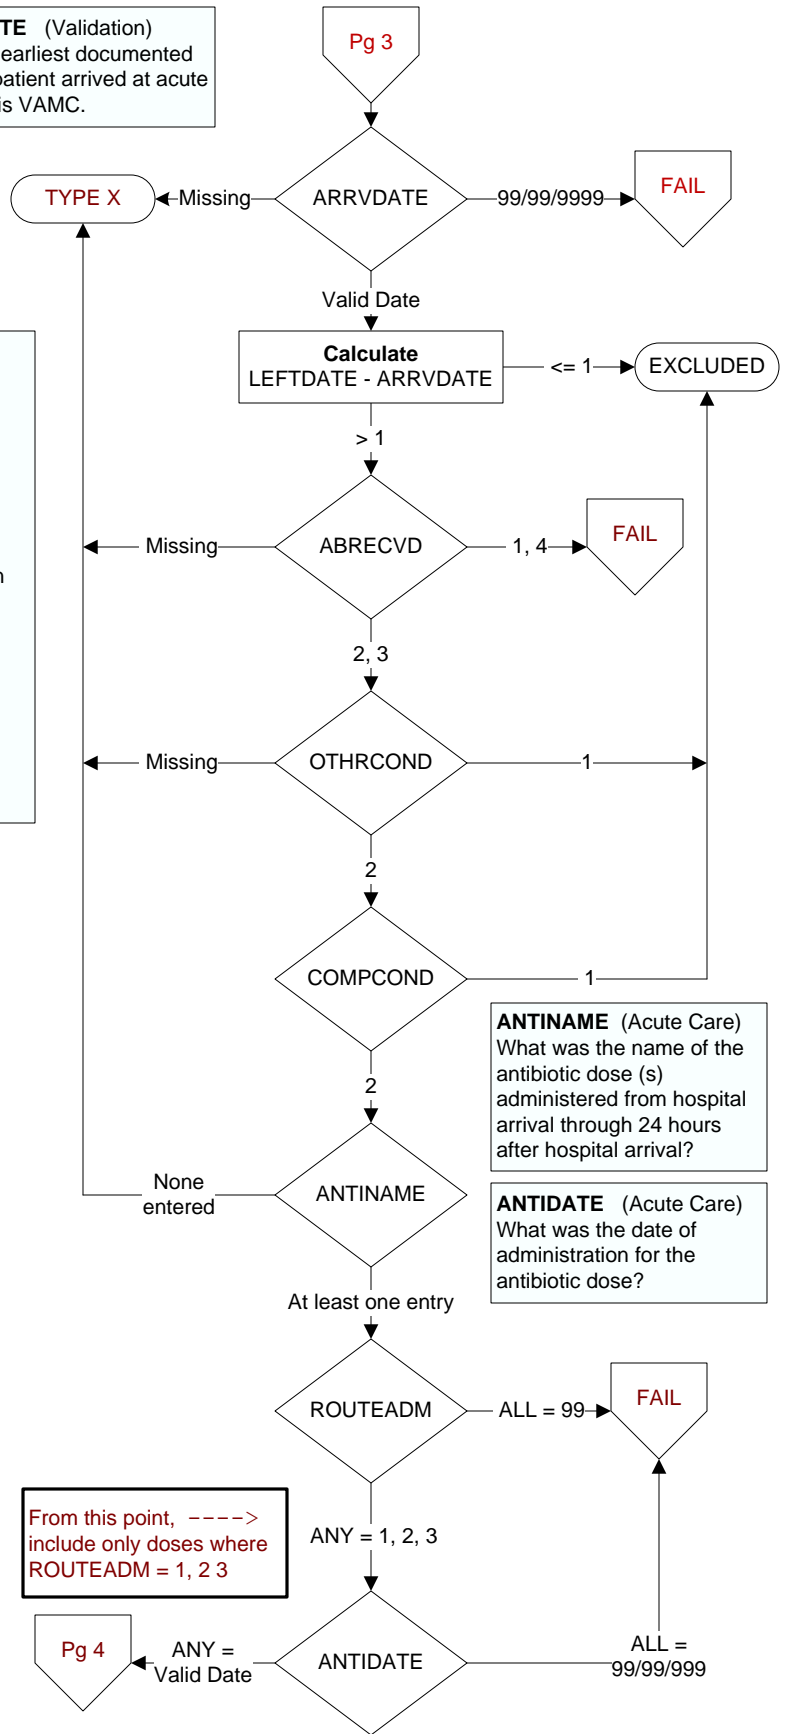 TE (Validation)
earliest documented
patient arrived at acute
is VAMC.
Pg 3
TYPE X
Missing
ARRVDATE
99/99/9999
FAIL
Valid Date
Calculate
LEFTDATE - ARRVDATE
<= 1
EXCLUDED
> 1
Missing
ABRECVD
1, 4
FAIL
n
2, 3
Missing
OTHRCOND
1
2
COMPCOND
1
ANTINAME (Acute Care)
What was the name of the
antibiotic dose (s)
administered from hospital
arrival through 24 hours
after hospital arrival?
2
None
entered
ANTINAME
ANTIDATE (Acute Care)
What was the date of
administration for the
antibiotic dose?
At least one entry
ROUTEADM
ALL = 99
FAIL
From this point, ---->
include only doses where
ROUTEADM = 1, 2 3
ANY = 1, 2, 3
Pg 4
ANY =
Valid Date
ANTIDATE
ALL =
99/99/999